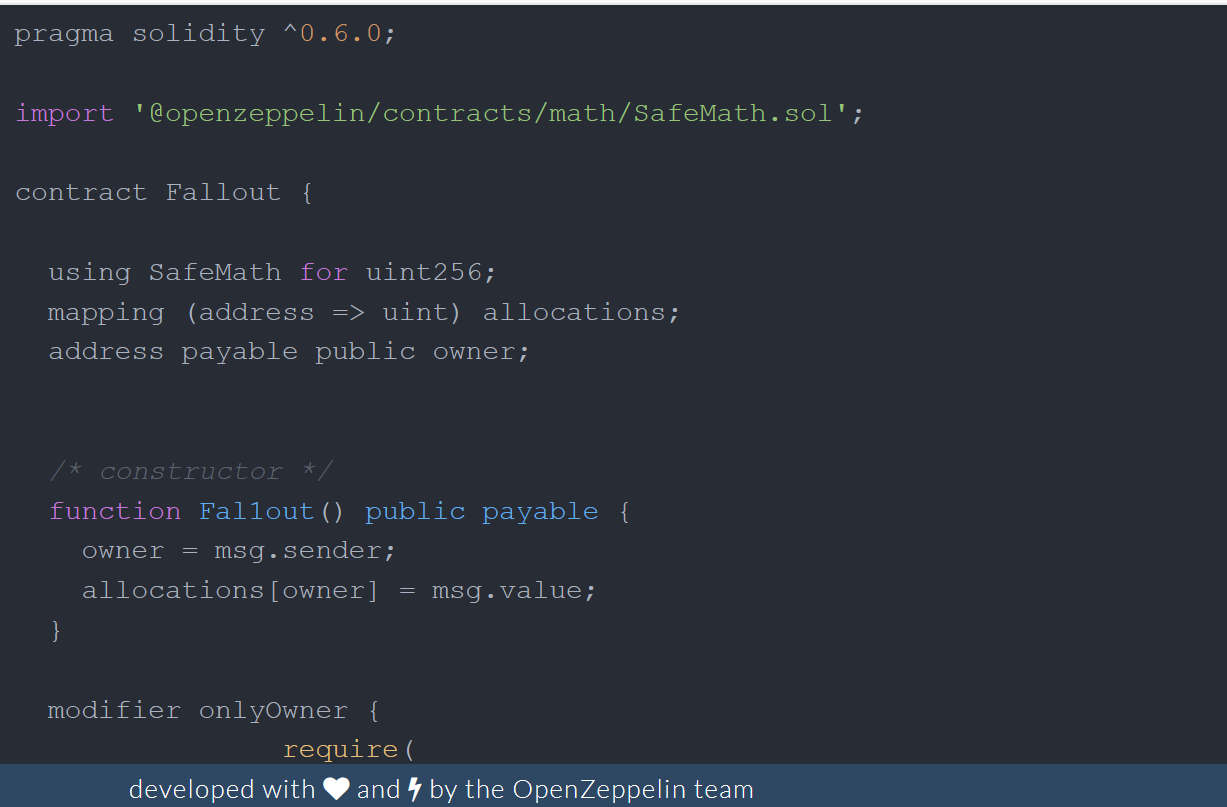 pragma solidity ^0.6.0;
import '@openzeppelin/contracts/math/SafeMath.sol';
contract Fallout {
using SafeMath for uint256;
mapping (address => uint) allocations;
address payable public owner;
/* constructor */
function Fal1out() public payable {
owner = msg.sender;
allocations[owner] = msg.value;
}
modifier onlyOwner {
require(
developed with ♥ and ⚡ by the OpenZeppelin team